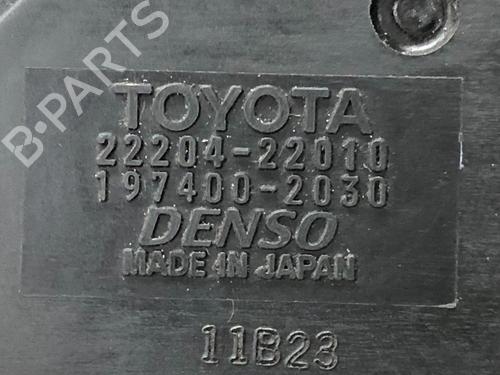 B·PARTS
TOYOTA
22204-22010
197400-2030
DENSO
MADE IN JAPAN
11B23